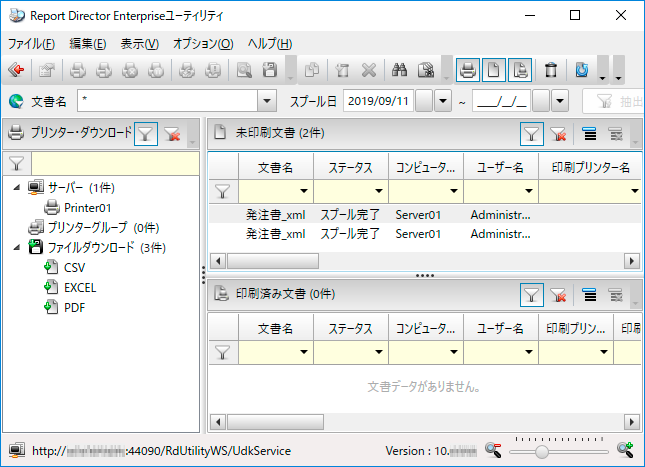 Report Director Enterpriseユーティリティ
ファイル(F) 編集(E) 表示(V) オプション(O) ヘルプ(H)
文書名 * スプール日 2019/09/11 ~ ____/__/__ 抽出
プリンター・ダウンロード
未印刷文書 (2件)
文書名 ステータス コンピュータ... ユーザー名 印刷プリンター名
サーバー (1件)
Printer01
プリンターグループ (0件)
ファイルダウンロード (3件)
CSV
EXCEL
PDF
発注書_xml スプール完了 Server01 Administr...
発注書_xml スプール完了 Server01 Administr...
印刷済み文書 (0件)
文書名 ステータス コンピュータ... ユーザー名 印刷プリン... 印刷
文書データがありません。
http:// :44090/RdUtilityWS/UdkService Version : 10.